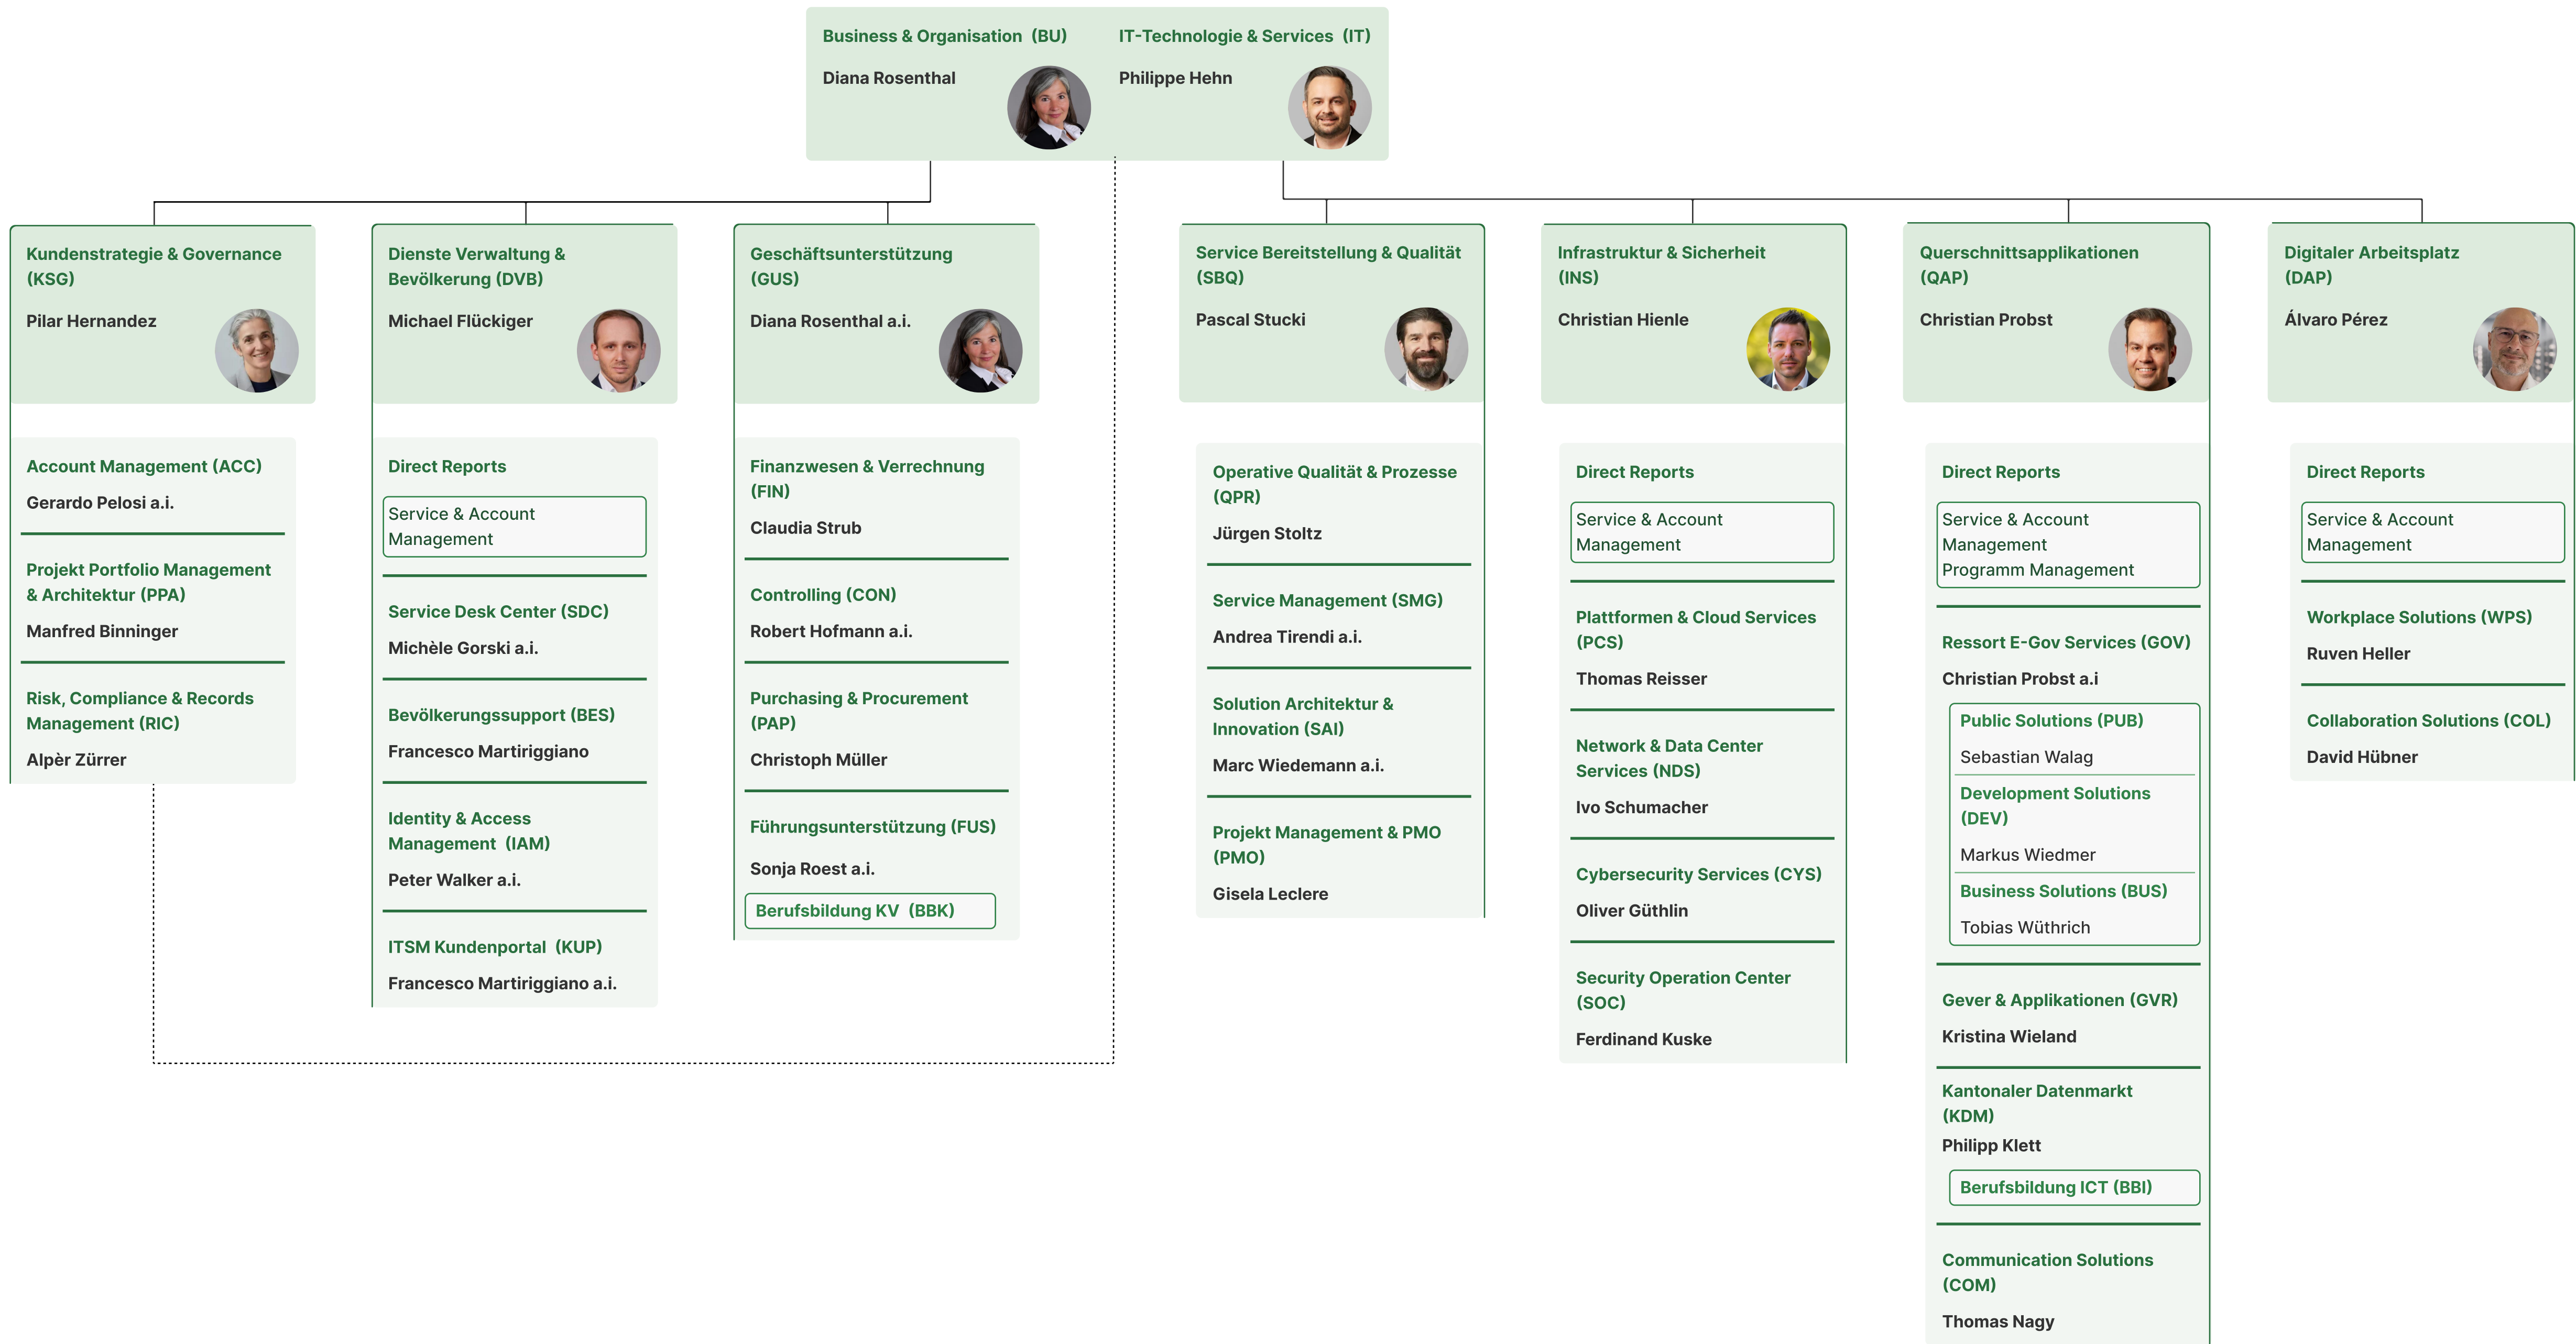 Business & Organisation (BU)
Diana Rosenthal
IT-Technologie & Services (IT)
Philippe Hehn
Kundenstrategie & Governance
(KSG)
Pilar Hernandez
Account Management (ACC)
Gerardo Pelosi a.i.
Projekt Portfolio Management
& Architektur (PPA)
Manfred Binninger
Risk, Compliance & Records
Management (RIC)
Alpèr Zürrer
Dienste Verwaltung &
Bevölkerung (DVB)
Michael Flückiger
Direct Reports
Service & Account
Management
Service Desk Center (SDC)
Michèle Gorski a.i.
Bevölkerungssupport (BES)
Francesco Martiriggiano
Identity & Access
Management (IAM)
Peter Walker a.i.
ITSM Kundenportal (KUP)
Francesco Martiriggiano a.i.
Geschäftsunterstützung
(GUS)
Diana Rosenthal a.i.
Finanzwesen & Verrechnung
(FIN)
Claudia Strub
Controlling (CON)
Robert Hofmann a.i.
Purchasing & Procurement
(PAP)
Christoph Müller
Führungsunterstützung (FUS)
Sonja Roest a.i.
Berufsbildung KV (BBK)
Service Bereitstellung & Qualität
(SBQ)
Pascal Stucki
Operative Qualität & Prozesse
(QPR)
Jürgen Stoltz
Service Management (SMG)
Andrea Tirendi a.i.
Solution Architektur &
Innovation (SAI)
Marc Wiedemann a.i.
Projekt Management & PMO
(PMO)
Gisela Leclere
Infrastruktur & Sicherheit
(INS)
Christian Hienle
Direct Reports
Service & Account
Management
Plattformen & Cloud Services
(PCS)
Thomas Reisser
Network & Data Center
Services (NDS)
Ivo Schumacher
Cybersecurity Services (CYS)
Oliver Güthlin
Security Operation Center
(SOC)
Ferdinand Kuske
Querschnittsapplikationen
(QAP)
Christian Probst
Direct Reports
Service & Account
Management
Programm Management
Ressort E-Gov Services (GOV)
Christian Probst a.i
Public Solutions (PUB)
Sebastian Walag
Development Solutions
(DEV)
Markus Wiedmer
Business Solutions (BUS)
Tobias Wüthrich
Gever & Applikationen (GVR)
Kristina Wieland
Kantonaler Datenmarkt
(KDM)
Philipp Klett
Berufsbildung ICT (BBI)
Communication Solutions
(COM)
Thomas Nagy
Digitaler Arbeitsplatz
(DAP)
Álvaro Pérez
Direct Reports
Service & Account
Management
Workplace Solutions (WPS)
Ruven Heller
Collaboration Solutions (COL)
David Hübner